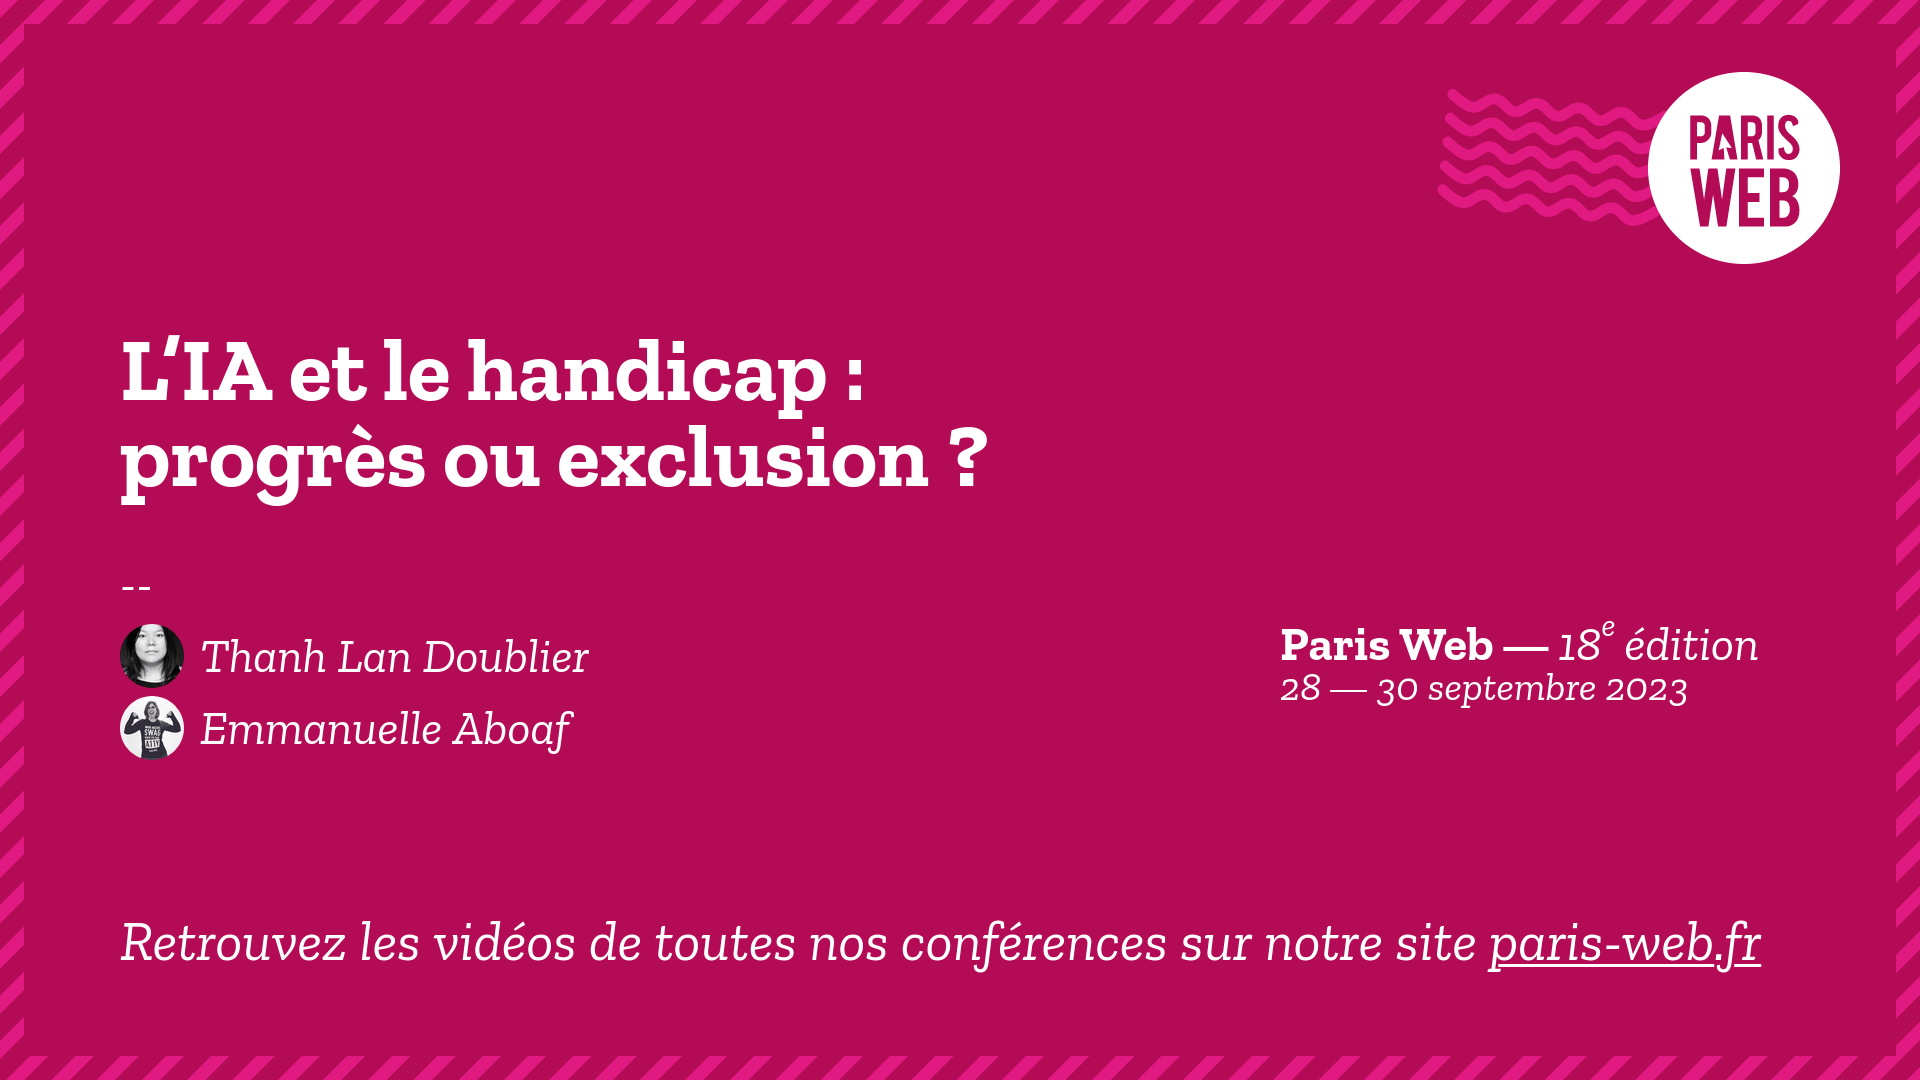 PARIS
WEB
L’IA et le handicap :
progrès ou exclusion ?
--
Thanh Lan Doublier
Emmanuelle Aboaf
Paris Web — 18e édition
28 — 30 septembre 2023
Retrouvez les vidéos de toutes nos conférences sur notre site paris-web.fr